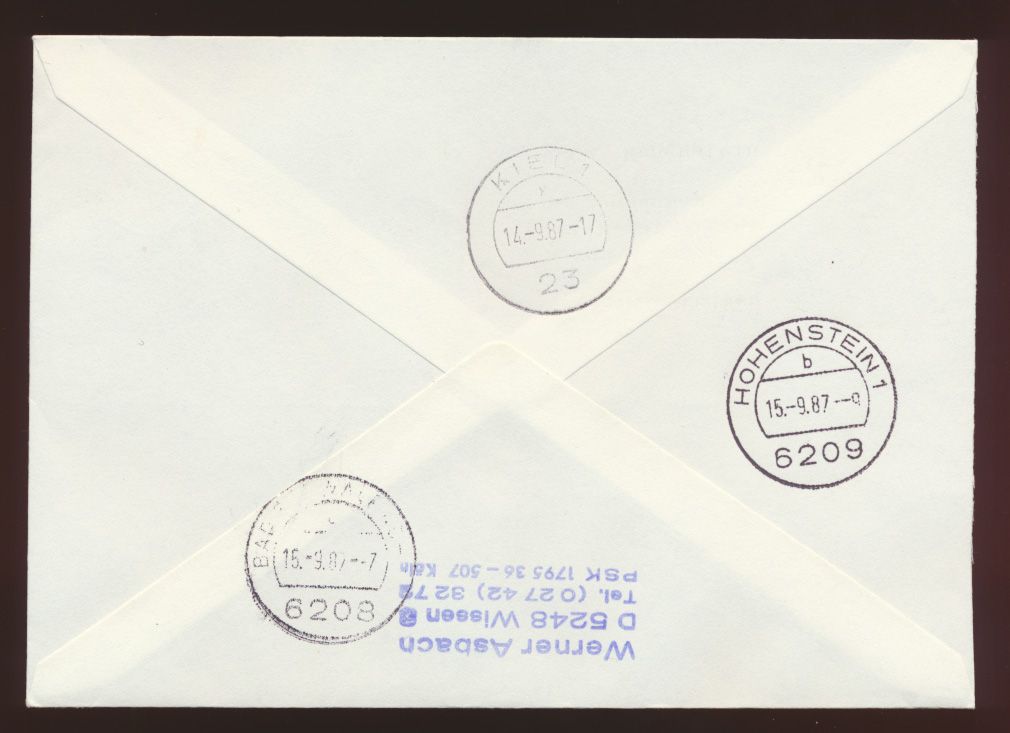 KIEL 1
14.-9.87-17
23
HOHENSTEIN 1
b
15.-9.87--9
6209
BAD
15.-9.87--7
6208
Werner Asbach
D 5248 Wissen
Tel. (0 27 42) 32 79
PSK 1795 36 – 507 Köln